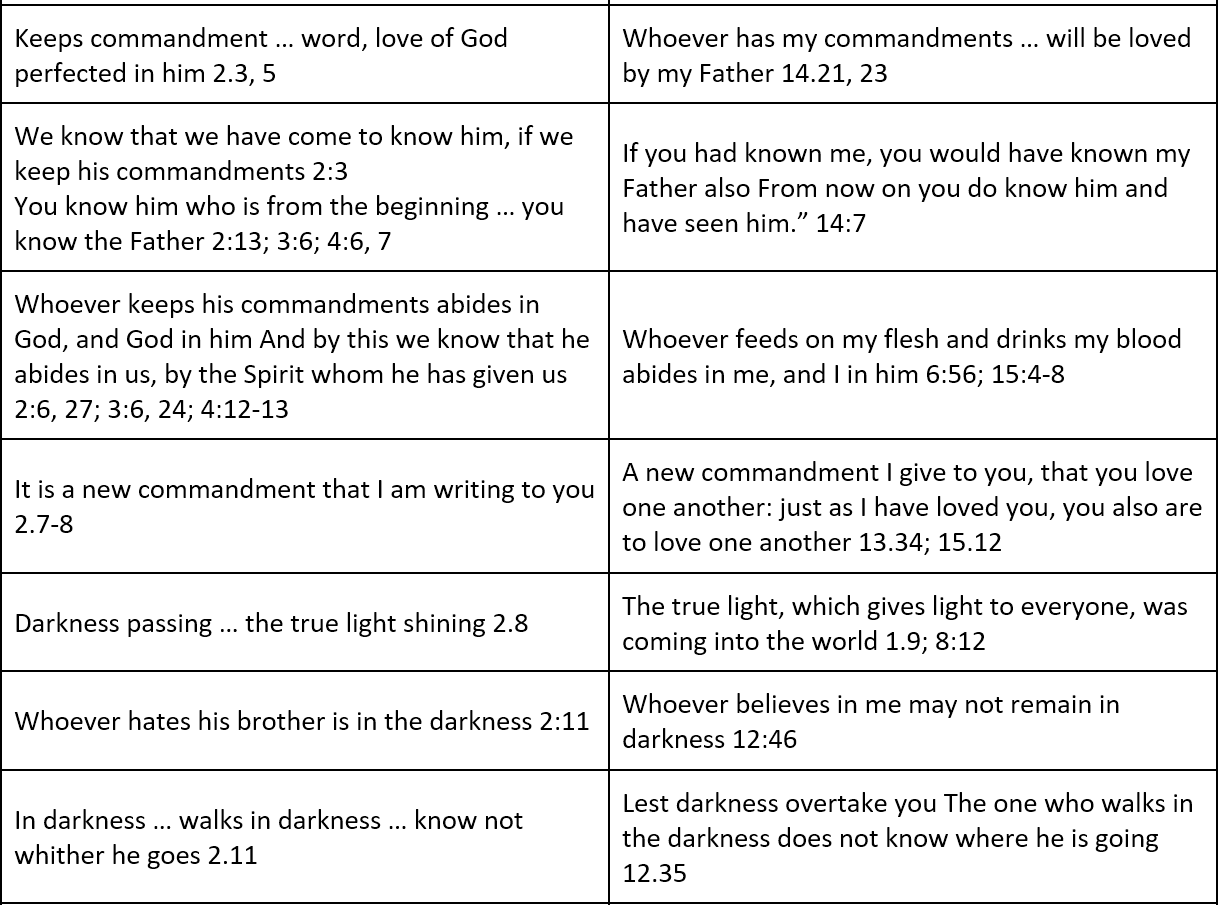 Keeps commandment ... word, love of God
perfected in him 2.3, 5
Whoever has my commandments ... will be loved
by my Father 14.21, 23
We know that we have come to know him, if we
keep his commandments 2:3
You know him who is from the beginning ... you
know the Father 2:13; 3:6; 4:6, 7
If you had known me, you would have known my
Father also From now on you do know him and
have seen him.” 14:7
Whoever keeps his commandments abides in
God, and God in him And by this we know that he
abides in us, by the Spirit whom he has given us
2:6, 27; 3:6, 24; 4:12-13
Whoever feeds on my flesh and drinks my blood
abides in me, and I in him 6:56; 15:4-8
It is a new commandment that I am writing to you
2.7-8
A new commandment I give to you, that you love
one another: just as I have loved you, you also are
to love one another 13.34; 15.12
Darkness passing ... the true light shining 2.8
The true light, which gives light to everyone, was
coming into the world 1.9; 8:12
Whoever hates his brother is in the darkness 2:11
Whoever believes in me may not remain in
darkness 12:46
In darkness ... walks in darkness ... know not
whither he goes 2.11
Lest darkness overtake you The one who walks in
the darkness does not know where he is going
12.35